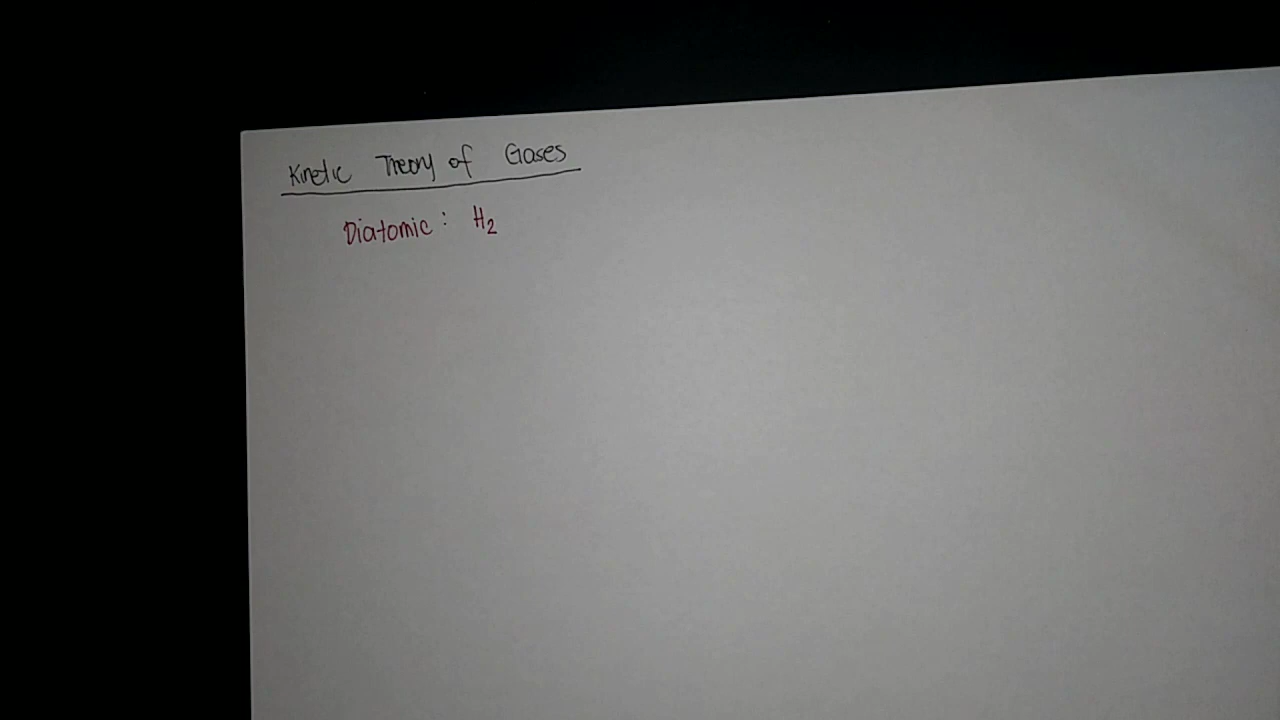 Kinetic Theory of Gases
Diatomic: H₂